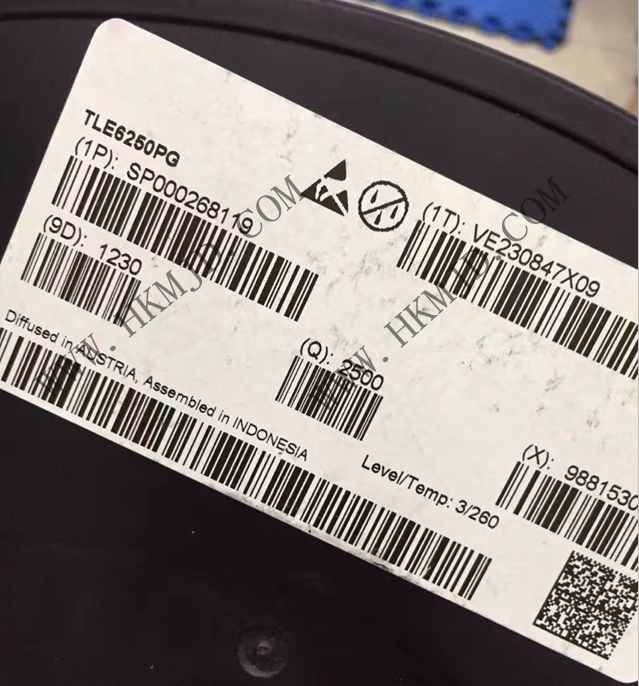 TLE6250PG
(1P): SP000268119
(1T): VE230847X09
(9D): 1230
(Q): 2500
Diffused in AUSTRIA, Assembled in INDONESIA
Level/Temp: 3/260
(X): 9881530
WWW.HKMJD.COM
WWW.HKMJD.COM